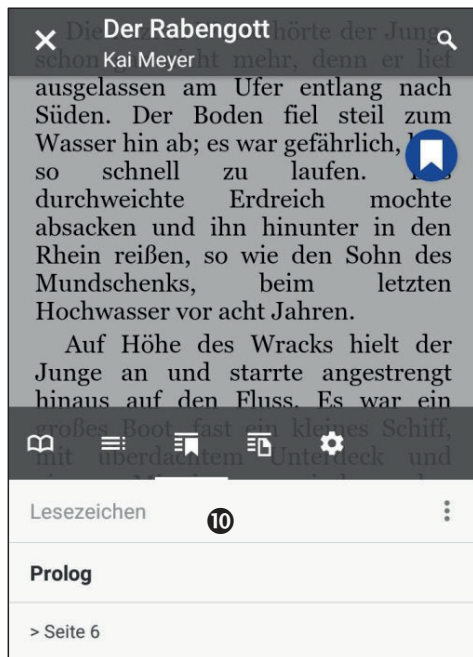 Der Rabengott
Kai Meyer
hörte der Junge
schon nicht mehr, denn er lief
ausgelassen am Ufer entlang nach
Süden. Der Boden fiel steil zum
Wasser hin ab; es war gefährlich,
so schnell zu laufen.
durchweichte Erdreich mochte
absacken und ihn hinunter in den
Rhein reißen, so wie den Sohn des
Mundschenks, beim letzten
Hochwasser vor acht Jahren.
Auf Höhe des Wracks hielt der
Junge an und starrte angestrengt
hinaus auf den Fluss. Es war ein
großes Boot, fast ein kleines Schiff,
mit überdachtem Unterdeck und
Lesezeichen
10
Prolog
> Seite 6